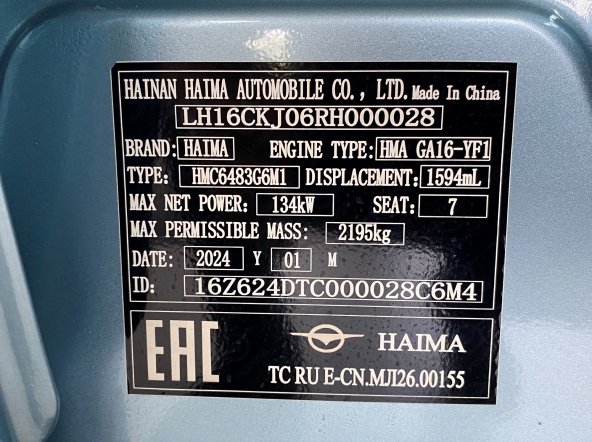 HAINAN HAIMA AUTOMOBILE CO., LTD. Made In China
LH16CKJ06RH000028
BRAND: HAIMA ENGINE TYPE: HMA GA16-YF1
TYPE: HMC6483G6M1 DISPLACEMENT: 1594mL
MAX NET POWER: 134kW SEAT: 7
MAX PERMISSIBLE MASS: 2195kg
DATE: 2024 Y 01 M
ID: 16Z624DTC000028C6M4
EAC HAIMA
TC RU E-CN.MJI26.00155